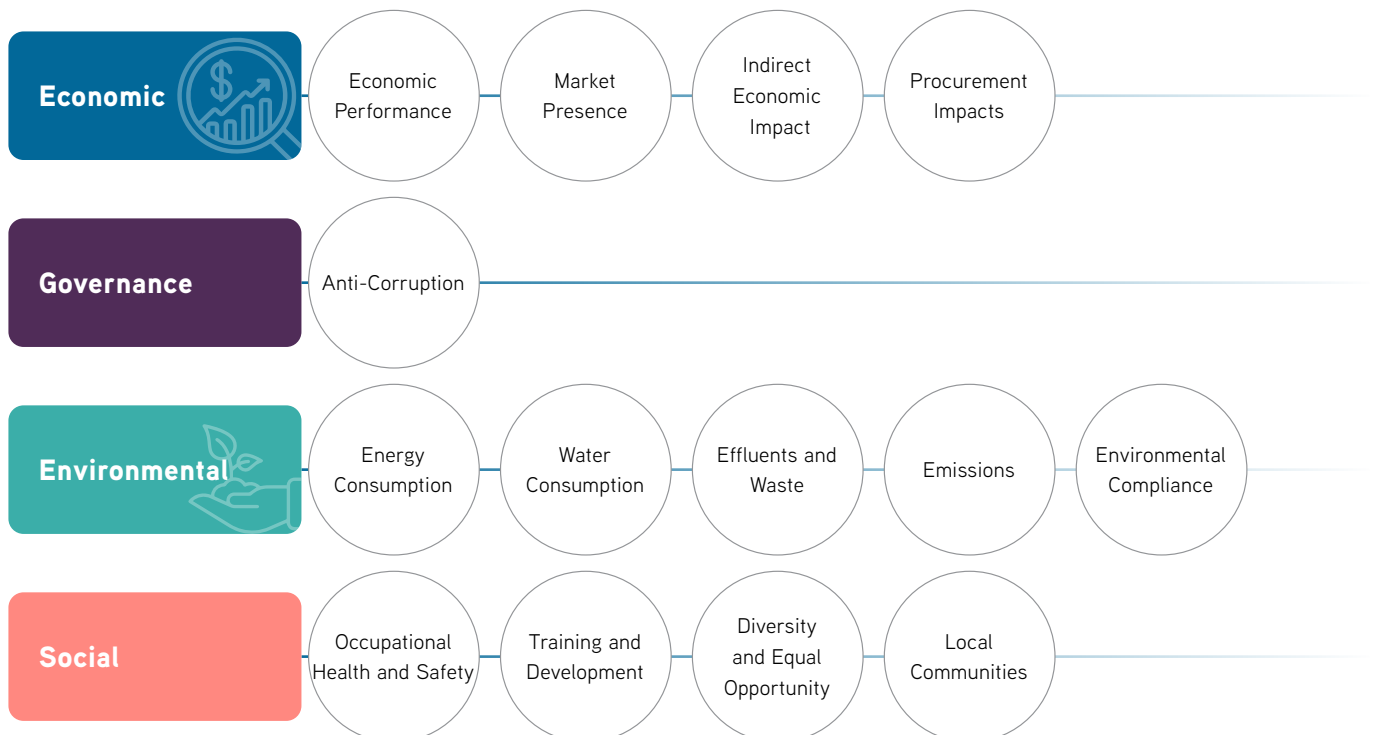 Economic
Economic
Performance
Market
Presence
Indirect
Economic
Impact
Procurement
Impacts
Governance
Anti-Corruption
Environmental
Energy
Consumption
Water
Consumption
Effluents and
Waste
Emissions
Environmental
Compliance
Social
Occupational
Health and Safety
Training and
Development
Diversity
and Equal
Opportunity
Local
Communities